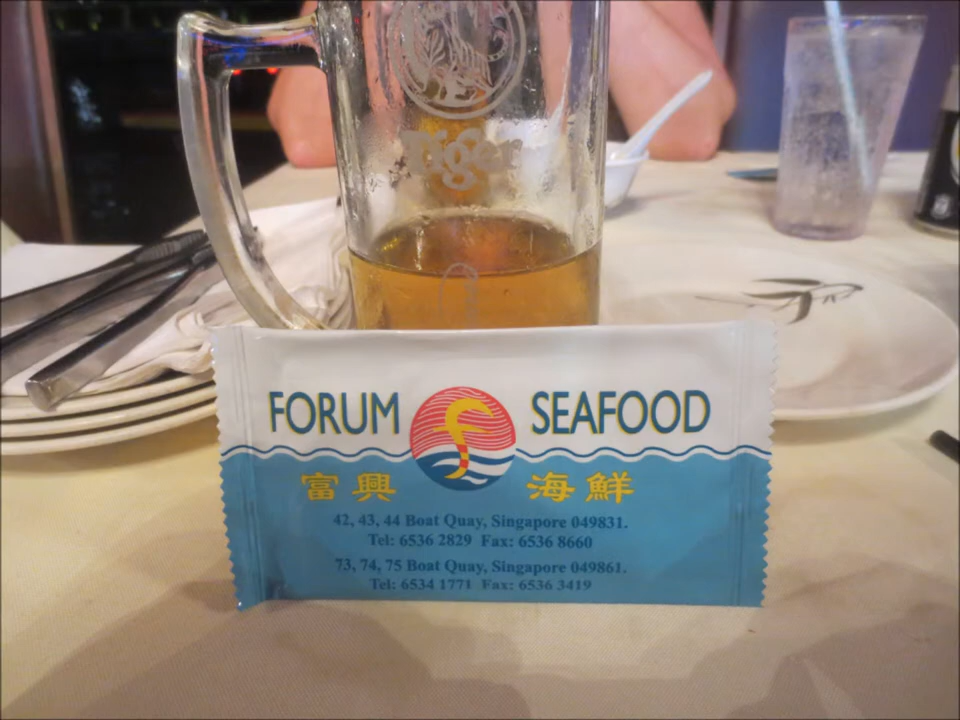 Tiger
FORUM SEAFOOD
富興 海鮮
42, 43, 44 Boat Quay, Singapore 049831.
Tel: 6536 2829 Fax: 6536 8660
73, 74, 75 Boat Quay, Singapore 049861.
Tel: 6534 1771 Fax: 6536 3419